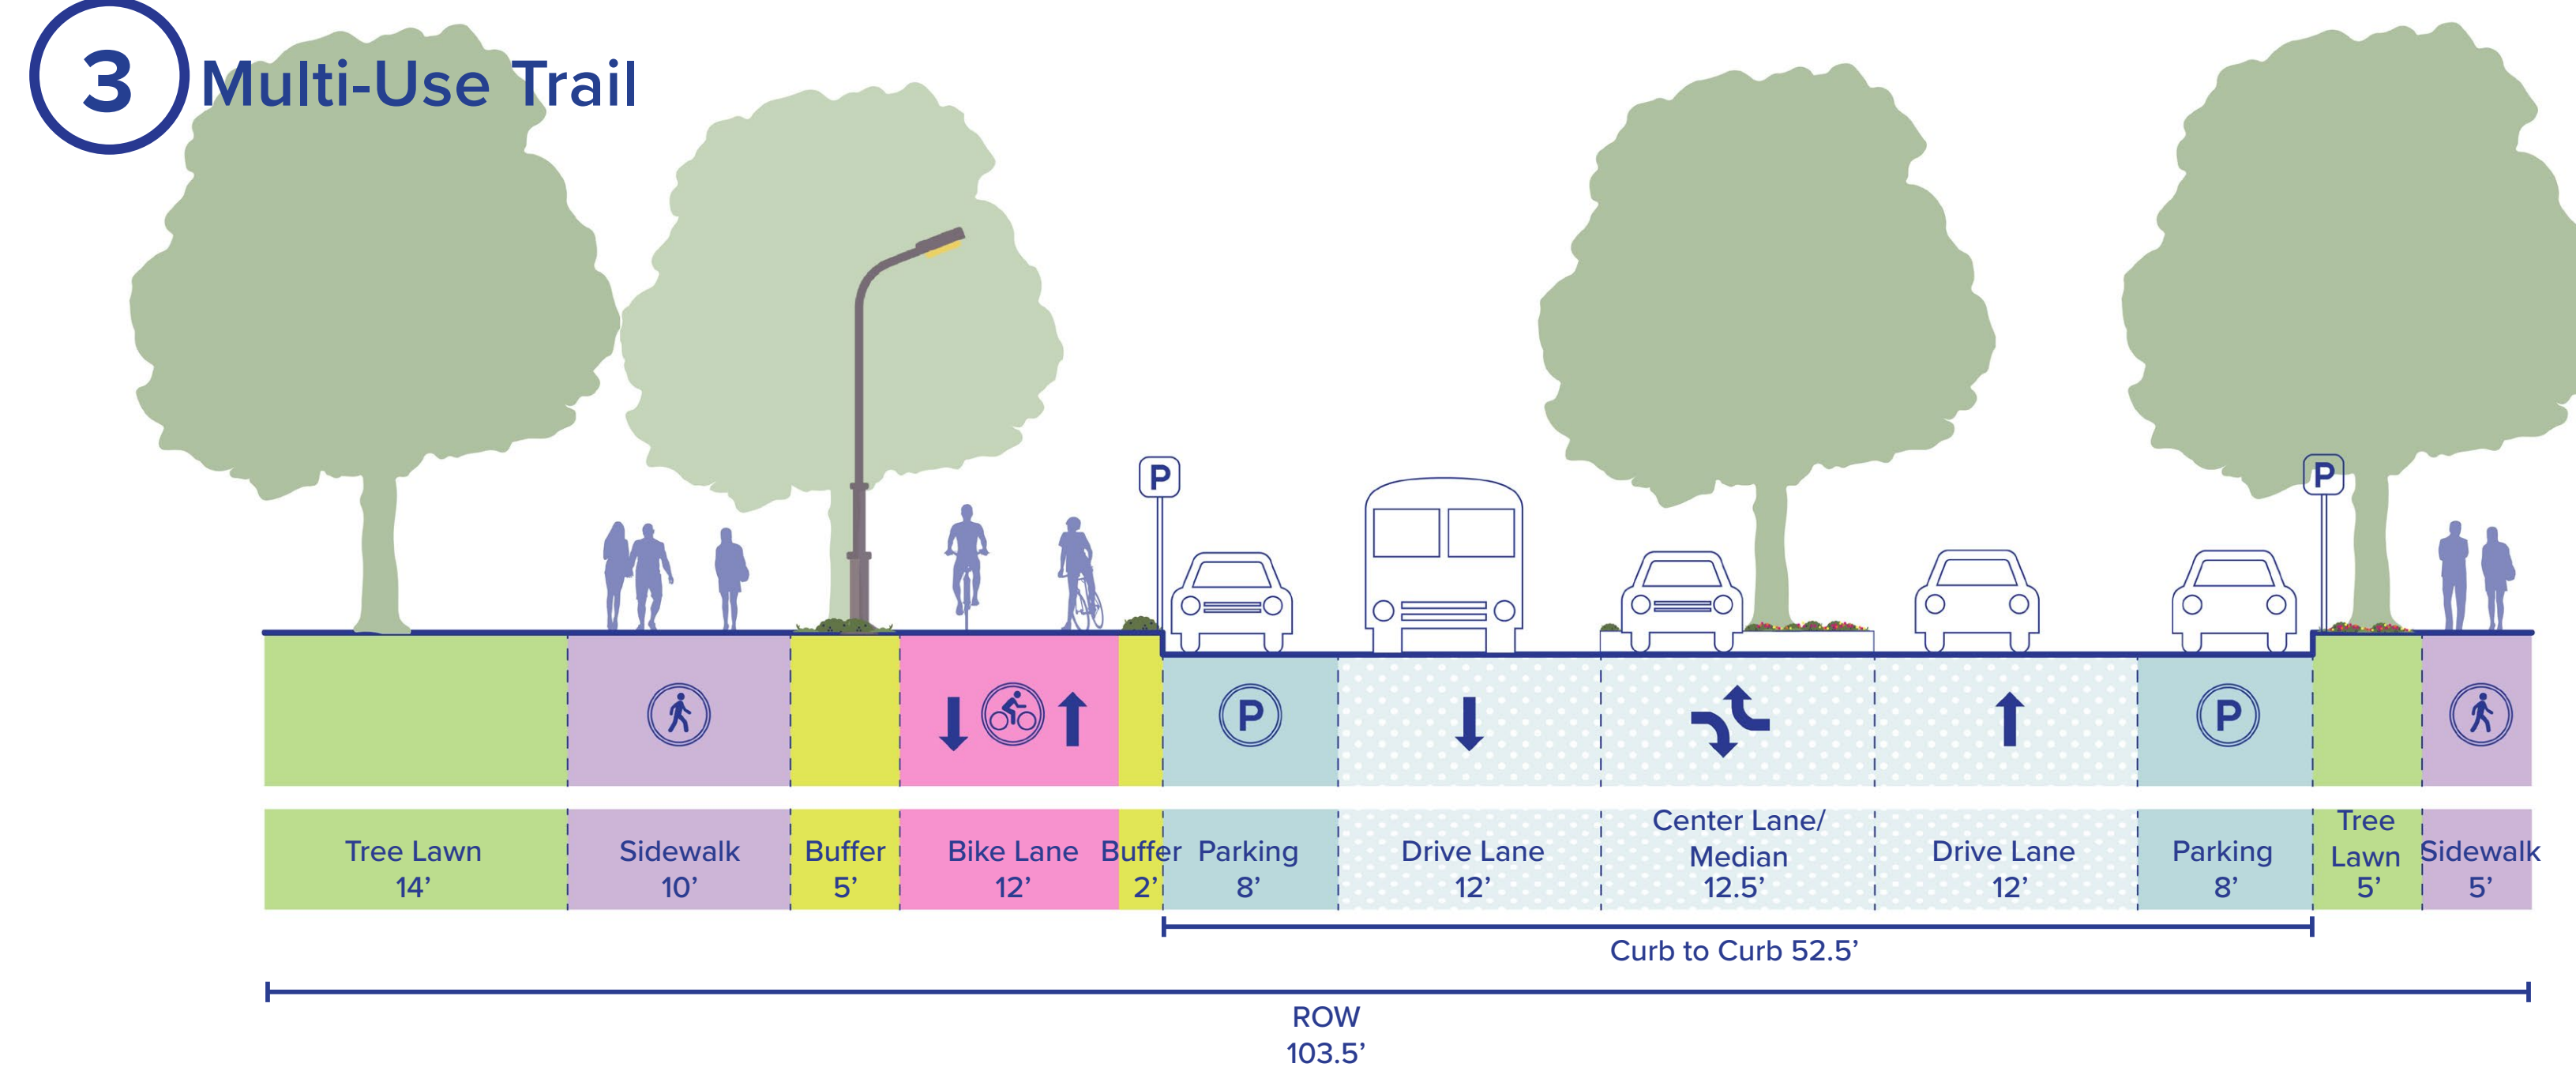 3 Multi-Use Trail
P
P
P
P
Tree Lawn
14’
Sidewalk
10’
Buffer
5’
Bike Lane
12’
Buffer
2’
Parking
8’
Drive Lane
12’
Center Lane/
Median
12.5’
Drive Lane
12’
Parking
8’
Tree
Lawn
5’
Sidewalk
5’
Curb to Curb 52.5’
ROW
103.5’